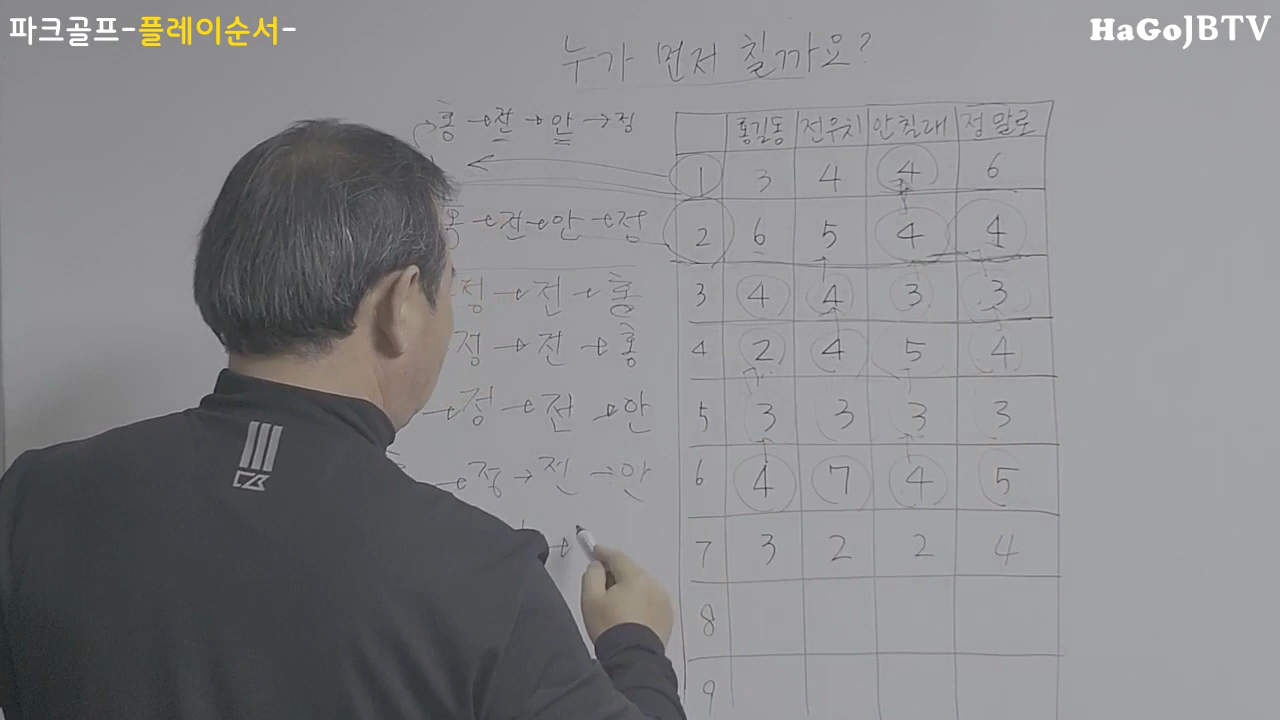 파크골프-플레이순서-
HaGoJBTV
누가 먼저 칠까요?
홍→전→안→정
홍길동 전우치 안칠래 정말로
1 3 4 4 6
→전→안→정
2 6 5 4 4
정→전→홍
3 4 4 3 3
정→전→홍
4 2 4 5 4
→정→전→안
5 3 3 3 3
→정→전→안
6 4 7 4 5
→
7 3 2 2 4
8
9